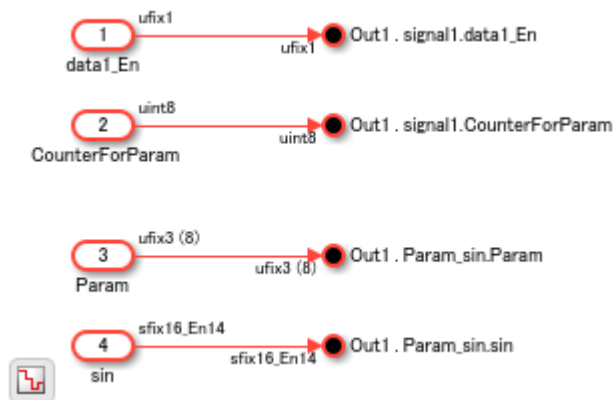 ufix1
1
ufix1
Out1 . signal1.data1_En
data1_En
uint8
2
uint8
Out1 . signal1.CounterForParam
CounterForParam
ufix3 (8)
3
ufix3 (8)
Out1 . Param_sin.Param
Param
sfix16_En14
4
sfix16_En14
Out1 . Param_sin.sin
sin